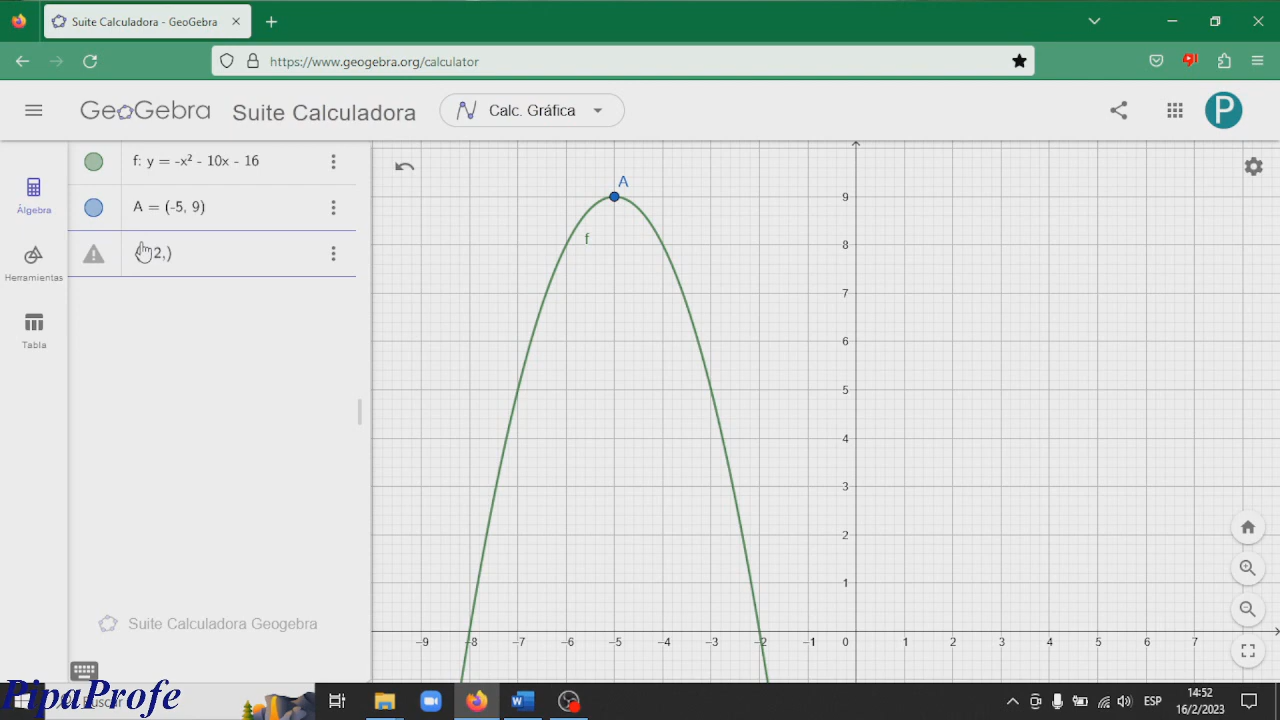 Suite Calculadora - GeoGebra
https://www.geogebra.org/calculator
GeoGebra Suite Calculadora Calc. Gráfica P
f: y = -x² - 10x - 16
A = (-5, 9)
2,)
Álgebra
Herramientas
Tabla
A
f
9
8
7
6
5
4
3
2
1
-9 -8 -7 -6 -5 -4 -3 -2 -1 0 1 2 3 4 5 6 7
Suite Calculadora Geogebra
PipaProfe
Buscar
W
ESP
14:52
16/2/2023